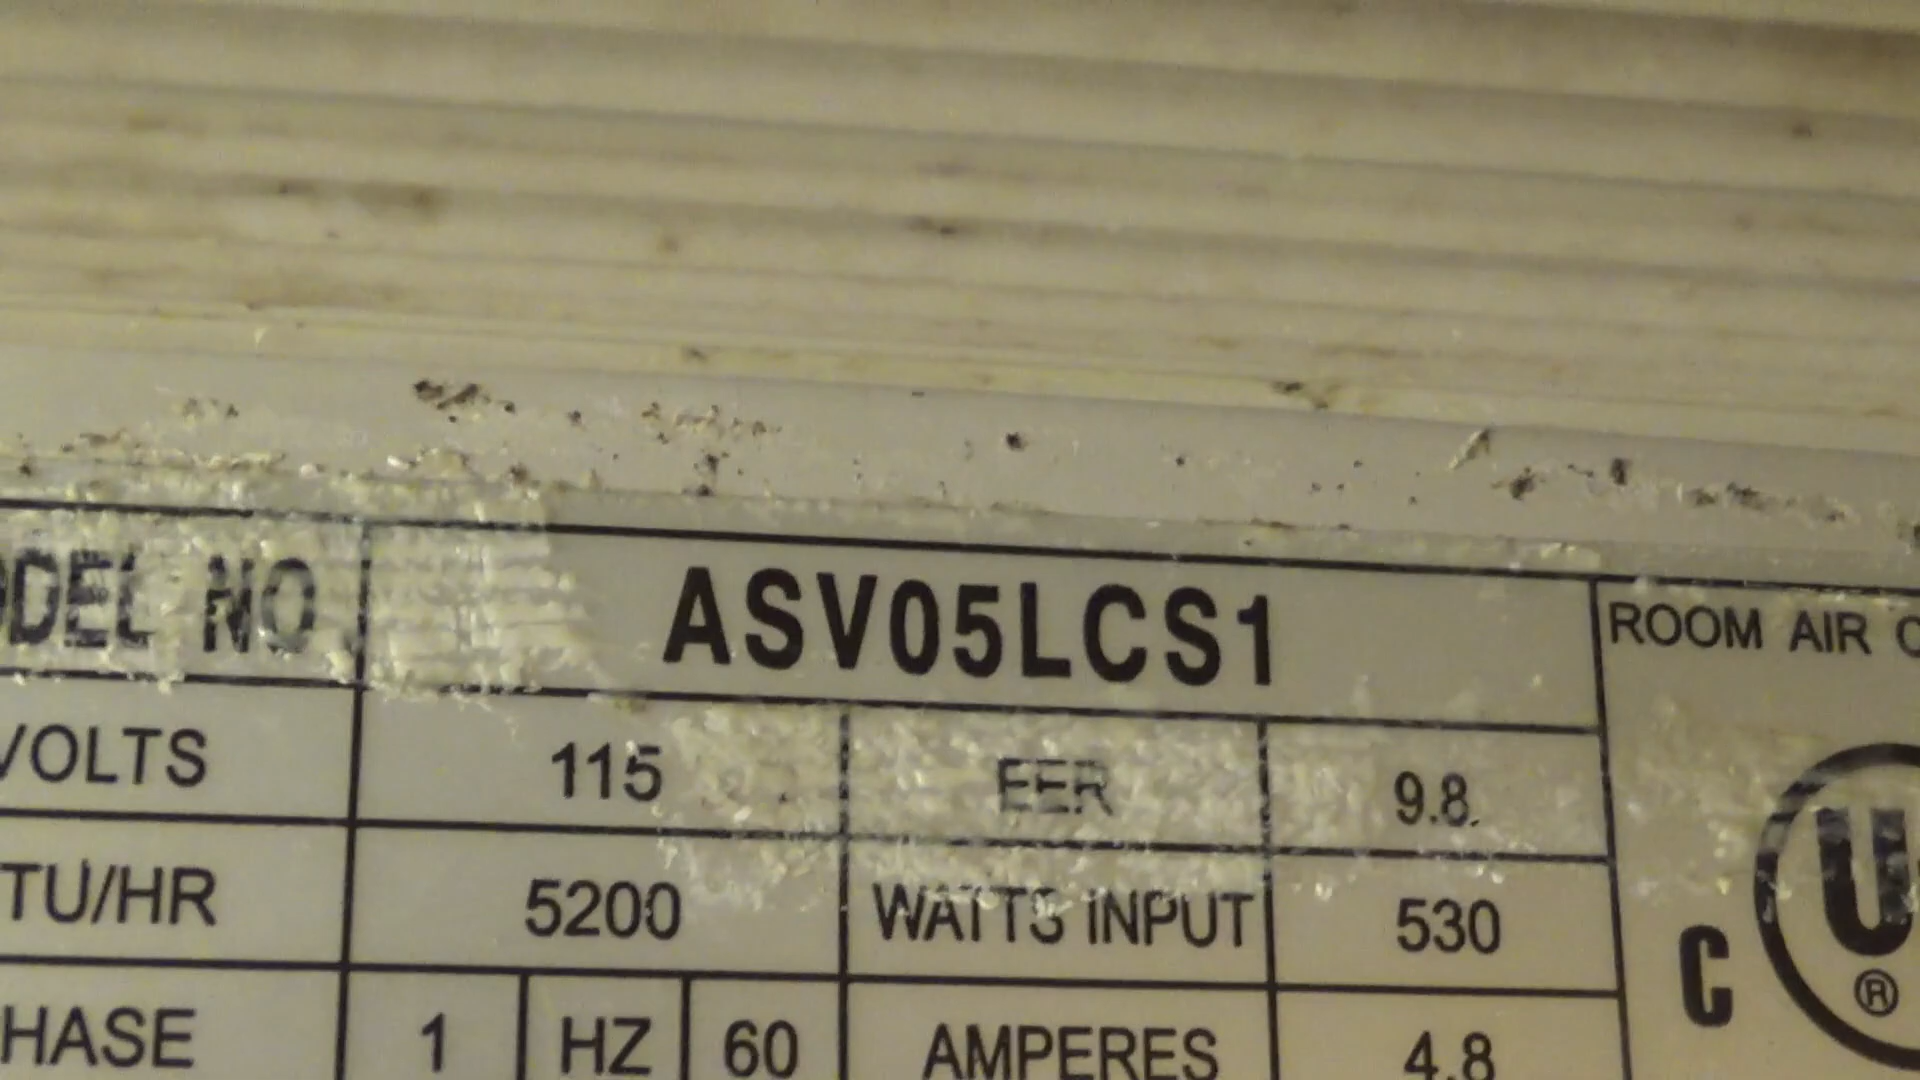 ODEL NO. ASV05LCS1 ROOM AIR C
VOLTS 115 EER 9.8
TU/HR 5200 WATTS INPUT 530
C UL ®
HASE 1 HZ 60 AMPERES 4.8